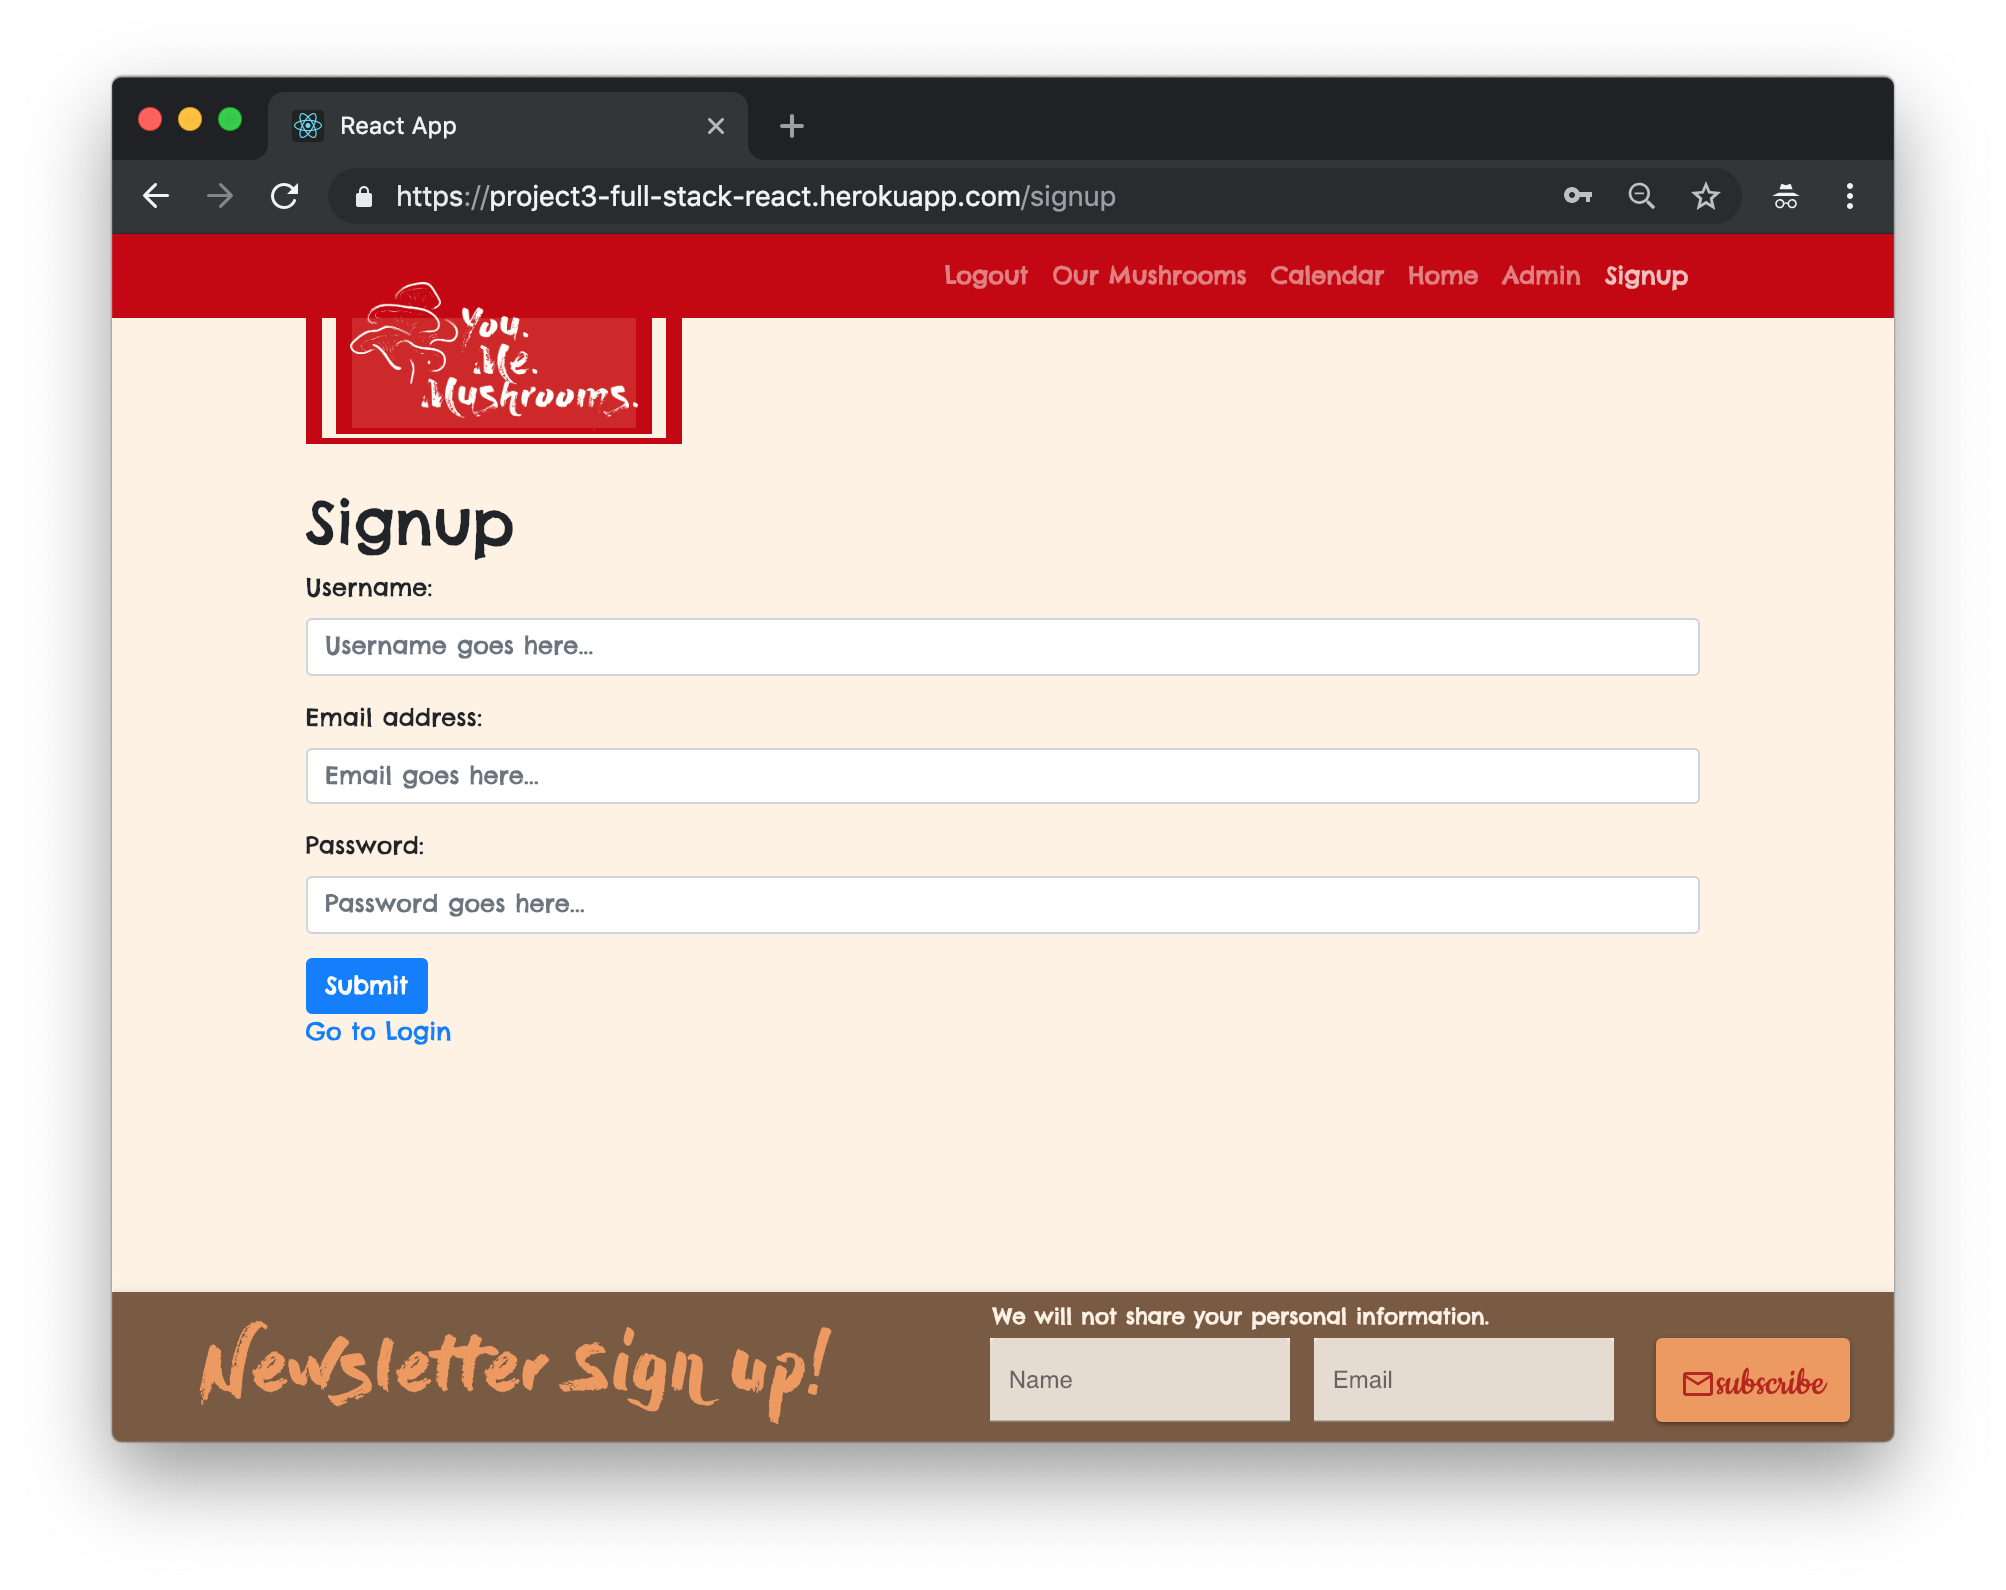 React App
https://project3-full-stack-react.herokuapp.com/signup
Logout Our Mushrooms Calendar Home Admin Signup
You.
Me.
Mushrooms.
Signup
Username:
Username goes here...
Email address:
Email goes here...
Password:
Password goes here...
Submit
Go to Login
Newsletter Sign up!
We will not share your personal information.
Name Email subscribe